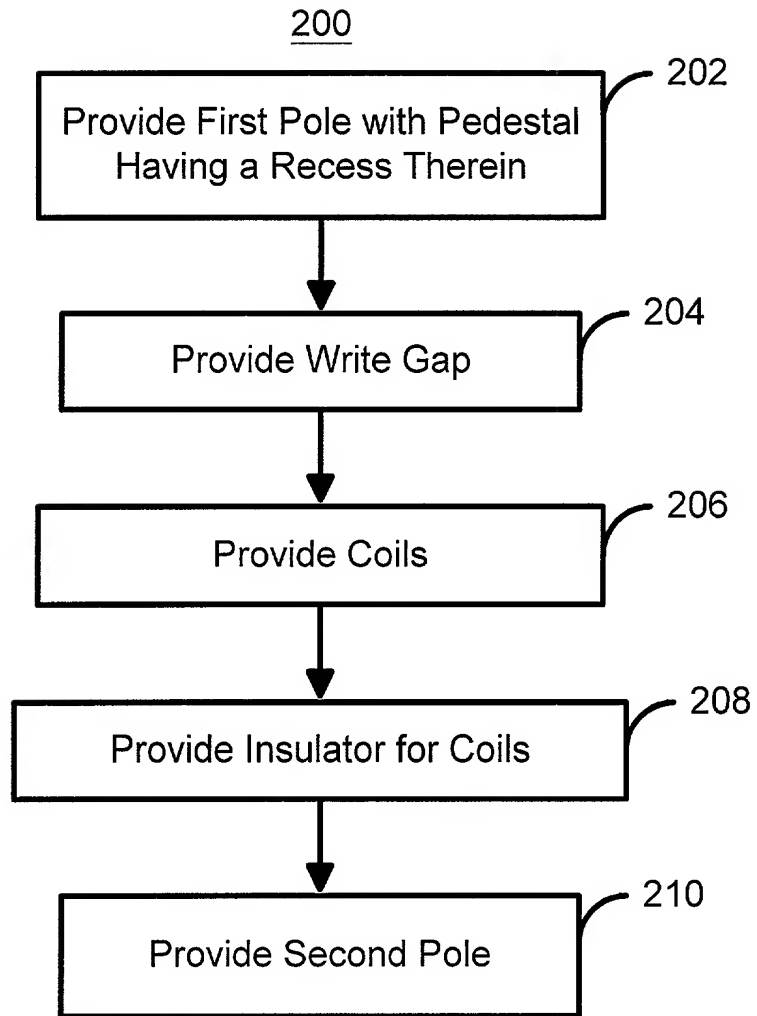 200
202
Provide First Pole with Pedestal
Having a Recess Therein
204
Provide Write Gap
206
Provide Coils
208
Provide Insulator for Coils
210
Provide Second Pole